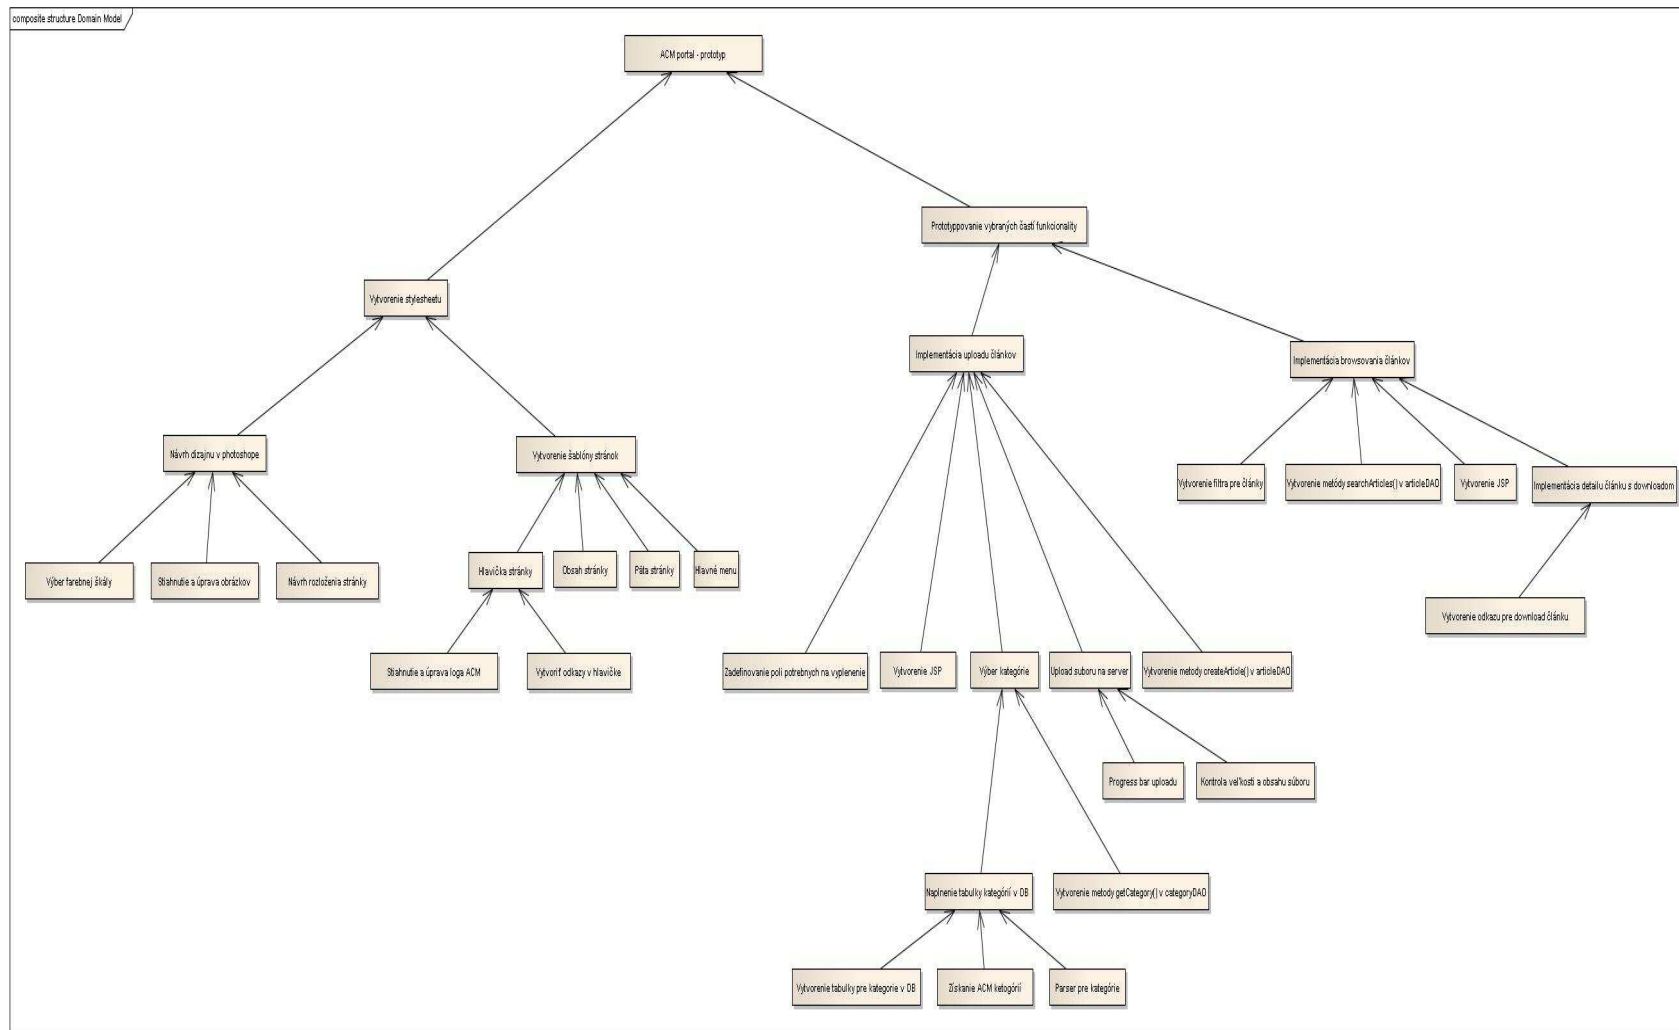 composite structure Domain Model
ACM portal - prototyp
Prototyppovanie vybraných častí funkcionality
Vytvorenie stylesheetu
Implementácia uploadu článkov
Implementácia browsovania článkov
Návrh dizajnu v photoshope
Vytvorenie šablóny stránok
Vytvorenie filtra pre články
Vytvorenie metódy searchArticles() v articleDAO
Vytvorenie JSP
Implementácia detailu článku s downloadom
Výber farebnej škály
Stiahnutie a úprava obrázkov
Návrh rozloženia stránky
Hlavička stránky
Obsah stránky
Päta stránky
Hlavné menu
Vytvorenie odkazu pre download článku
Stiahnutie a úprava loga ACM
Vytvoriť odkazy v hlavičke
Zadefinovanie poli potrebnych na vyplenenie
Vytvorenie JSP
Výber kategórie
Upload suboru na server
Vytvorenie metody createArticle() v articleDAO
Progress bar uploadu
Kontrola veľkosti a obsahu súboru
Naplnenie tabulky kategórií v DB
Vytvorenie metody getCategory() v categoryDAO
Vytvorenie tabulky pre kategorie v DB
Získanie ACM ketogórií
Parser pre kategórie